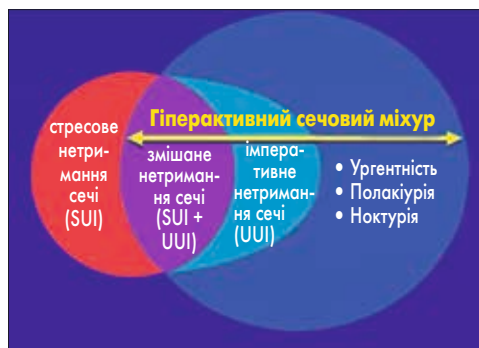 Гіперактивний сечовий міхур
стресове
нетри-
мання
сечі
(SUI)
змішане
нетриман-
ня сечі
(SUI +
UUI)
імпера-
тивне
нетриман-
ня сечі
(UUI)
• Ургентність
• Полакіурія
• Ноктурія